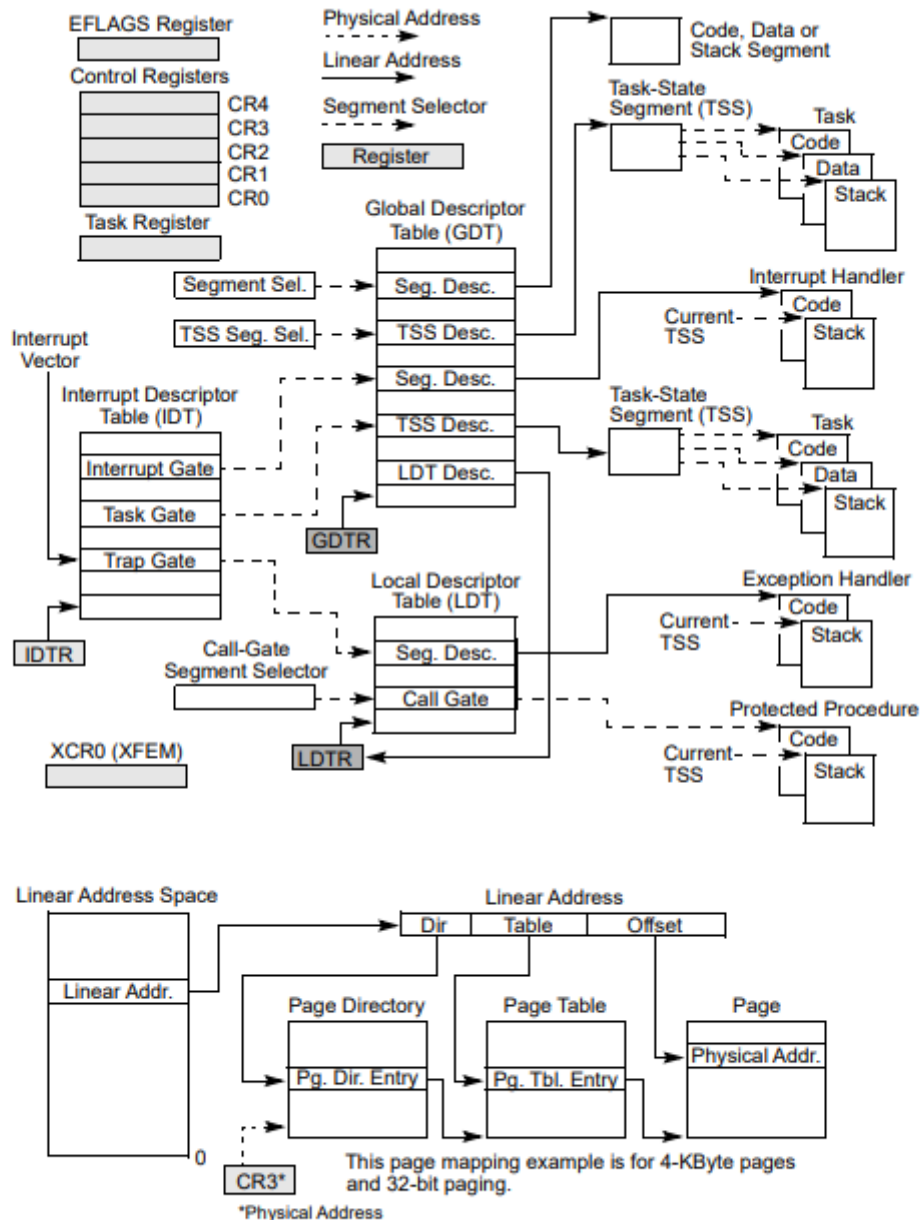 EFLAGS Register
Control Registers
CR4
CR3
CR2
CR1
CR0
Task Register
Physical Address
Linear Address
Segment Selector
Register
Code, Data or
Stack Segment
Task-State
Segment (TSS)
Task
Code
Data
Stack
Global Descriptor
Table (GDT)
Segment Sel.
Seg. Desc.
TSS Seg. Sel.
TSS Desc.
Interrupt Handler
Code
Current
TSS
Stack
Interrupt
Vector
Seg. Desc.
Interrupt Descriptor
Table (IDT)
TSS Desc.
Task-State
Segment (TSS)
Task
Code
Data
Stack
Interrupt Gate
LDT Desc.
Task Gate
GDTR
Trap Gate
Local Descriptor
Table (LDT)
Exception Handler
Code
Current
TSS
Stack
IDTR
Call-Gate
Segment Selector
Seg. Desc.
Call Gate
Protected Procedure
Code
Current
TSS
Stack
XCR0 (XFEM)
LDTR
Linear Address Space
Linear Address
Dir
Table
Offset
Linear Addr.
Page Directory
Page Table
Page
Physical Addr.
Pg. Dir. Entry
Pg. Tbl. Entry
0
CR3*
This page mapping example is for 4-KByte pages
and 32-bit paging.
*Physical Address